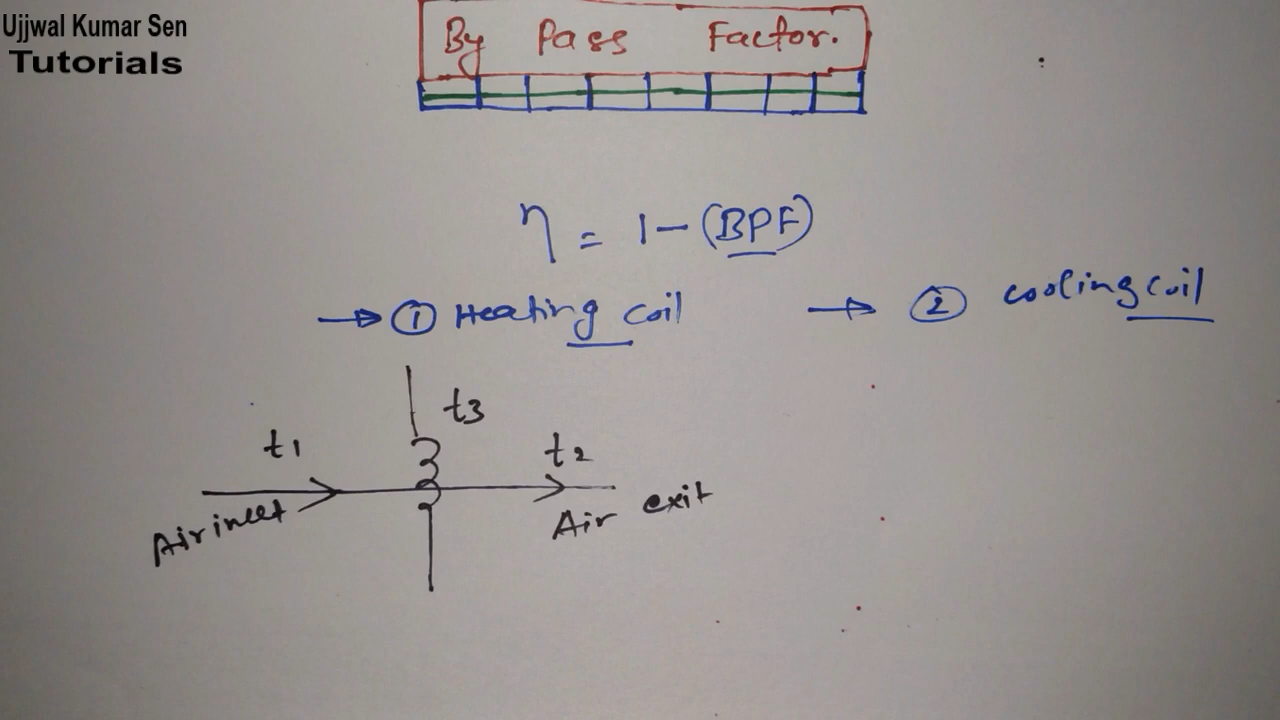 Ujjwal Kumar Sen
Tutorials
By Pass Factor.
η = 1-(BPF)
→ ① Heating coil
→ ② cooling coil
t3
t1
t2
Air inlet
Air exit